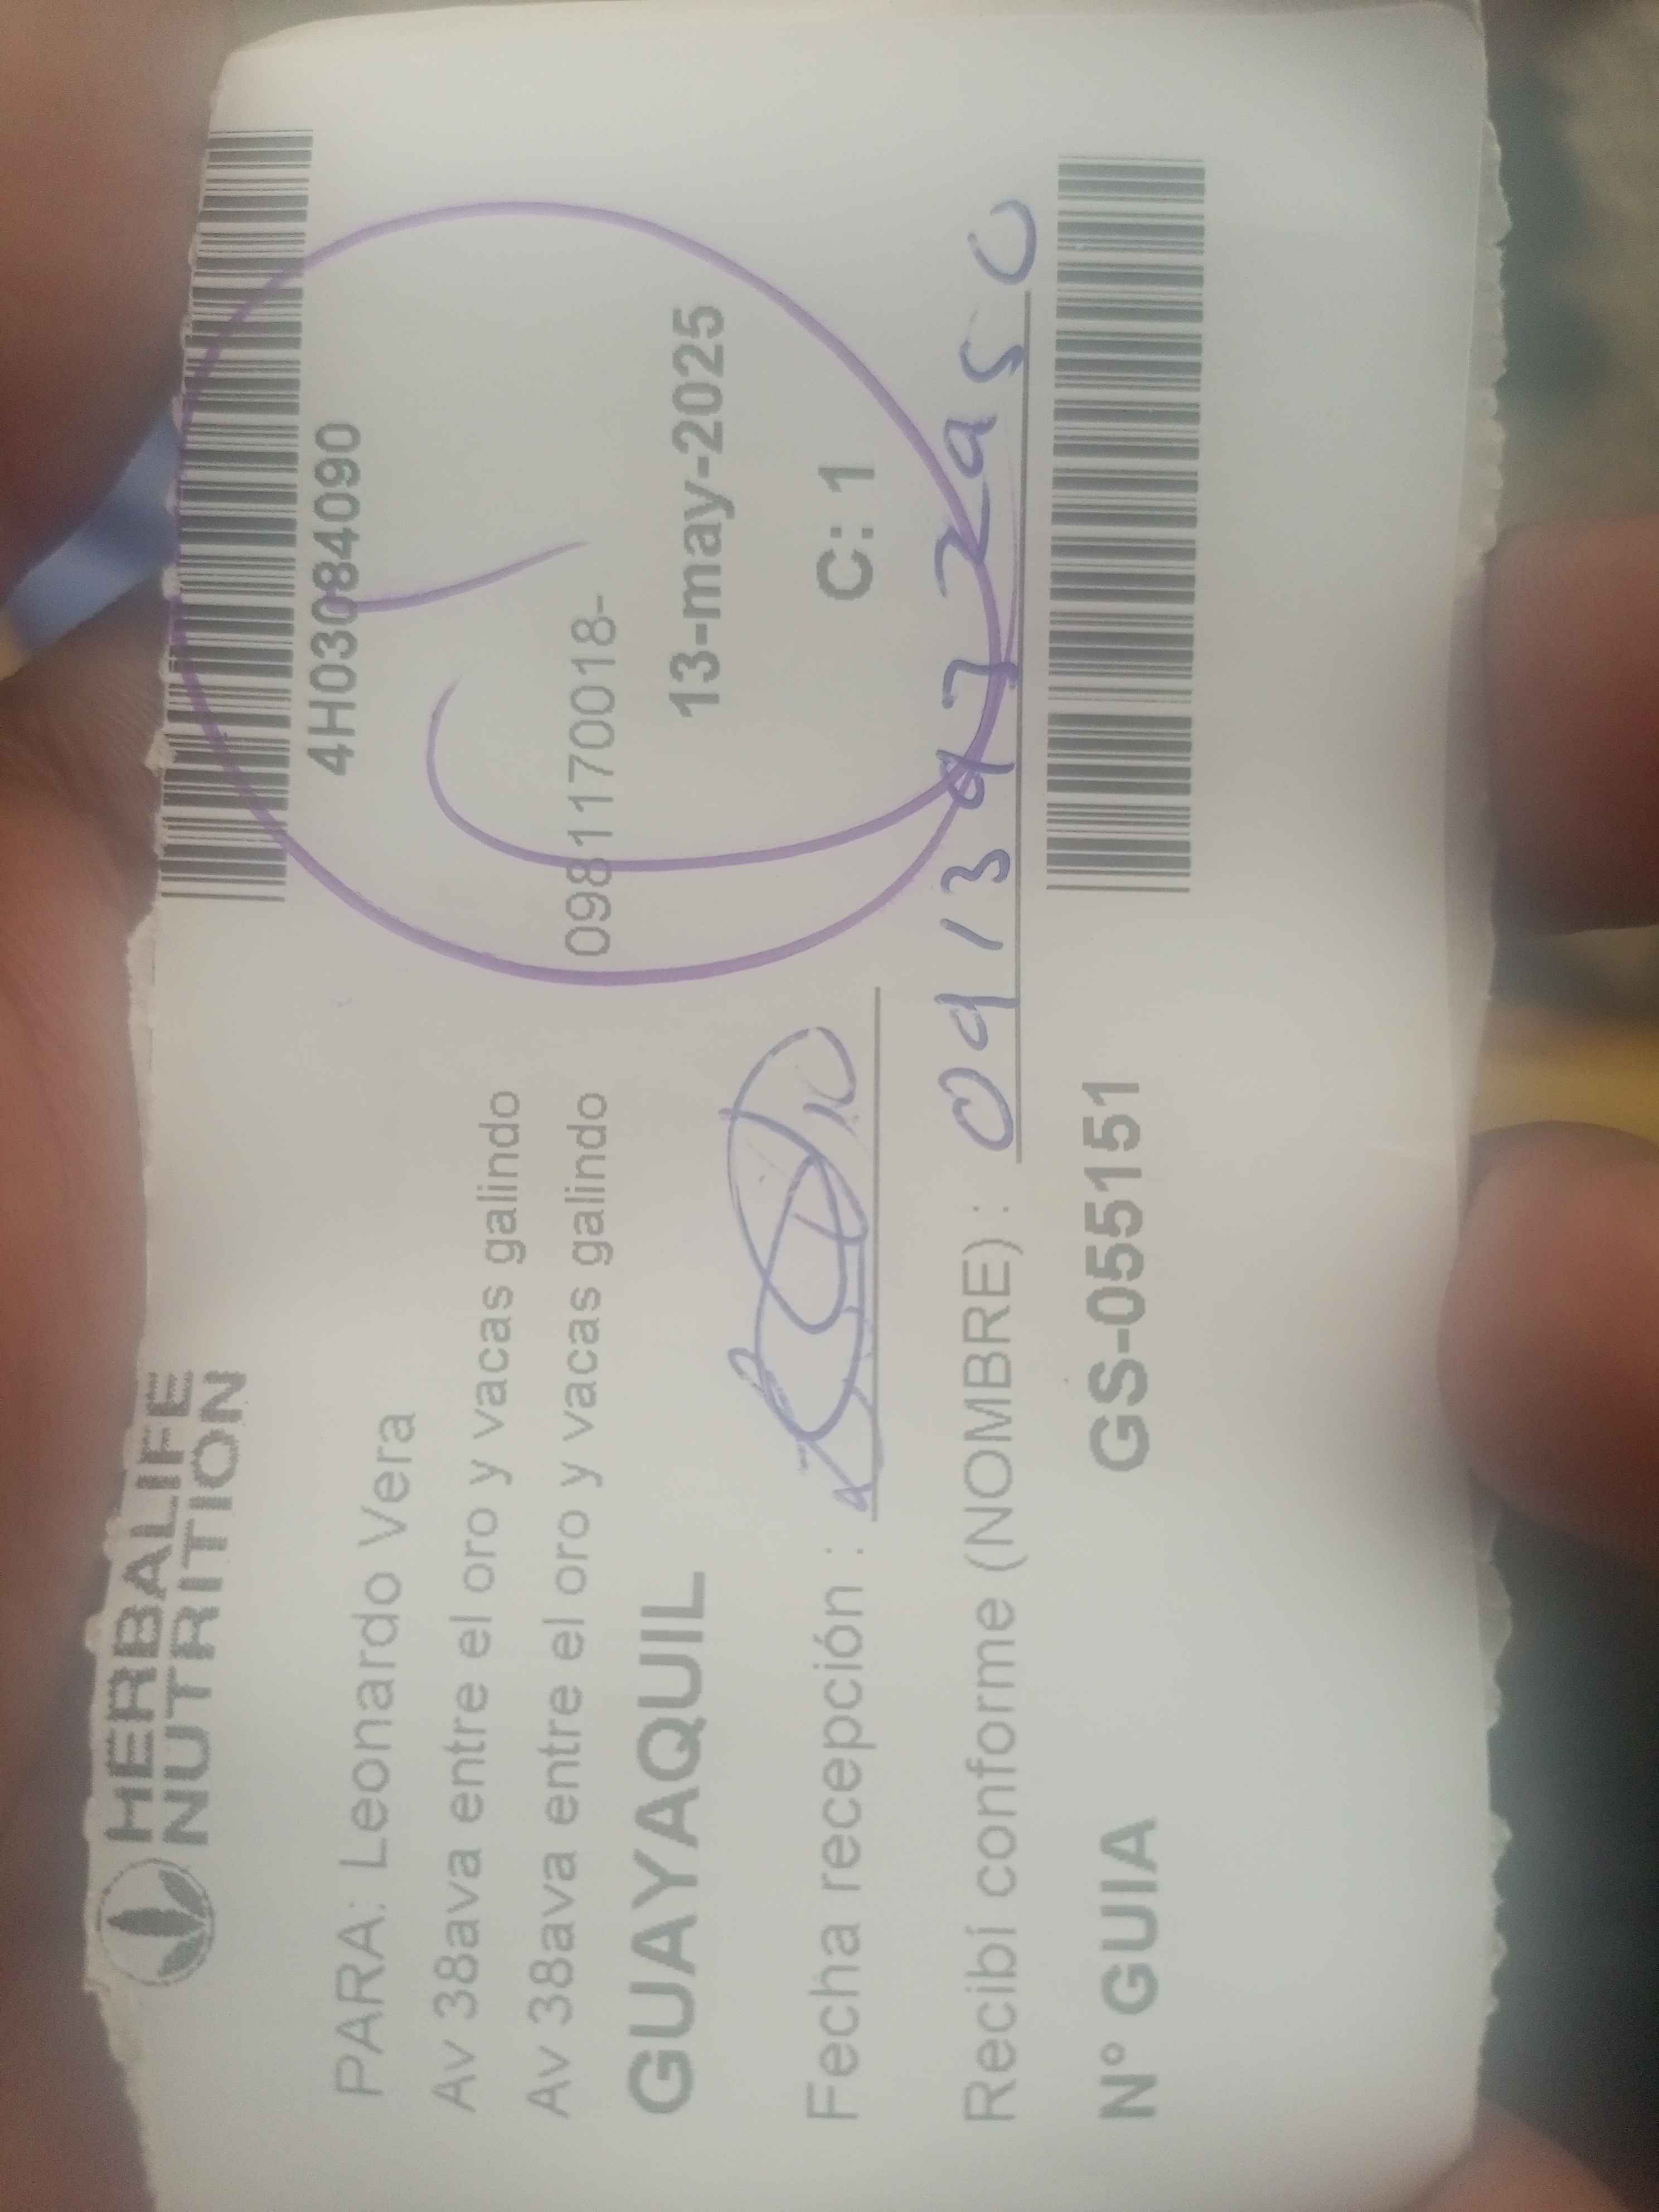 HERBALIFE
NUTRITION
4H03084090
PARA: Leonardo Vera
Av 38ava entre el oro y vacas galindo
Av 38ava entre el oro y vacas galindo
0981170018-
GUAYAQUIL
13-may-2025
Fecha recepción :
C: 1
Recibí conforme (NOMBRE) :
N° GUIA GS-055151